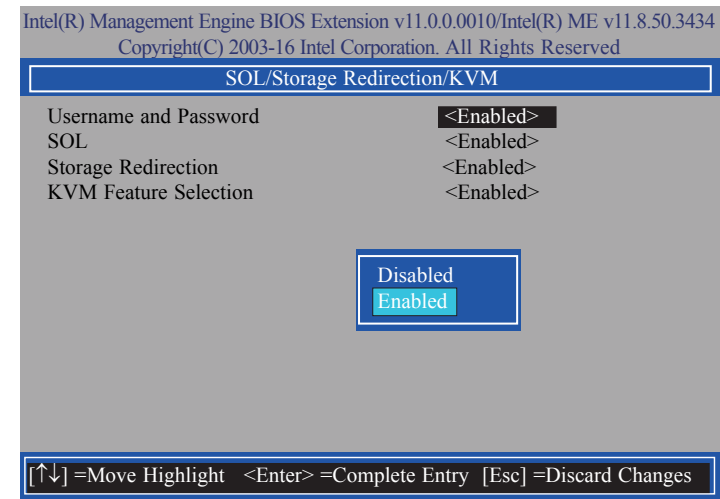 Intel(R) Management Engine BIOS Extension v11.0.0.0010/Intel(R) ME v11.8.50.3434
Copyright(C) 2003-16 Intel Corporation. All Rights Reserved
SOL/Storage Redirection/KVM
Username and Password <Enabled>
SOL <Enabled>
Storage Redirection <Enabled>
KVM Feature Selection <Enabled>
Disabled
Enabled
[↑↓] =Move Highlight <Enter> =Complete Entry [Esc] =Discard Changes